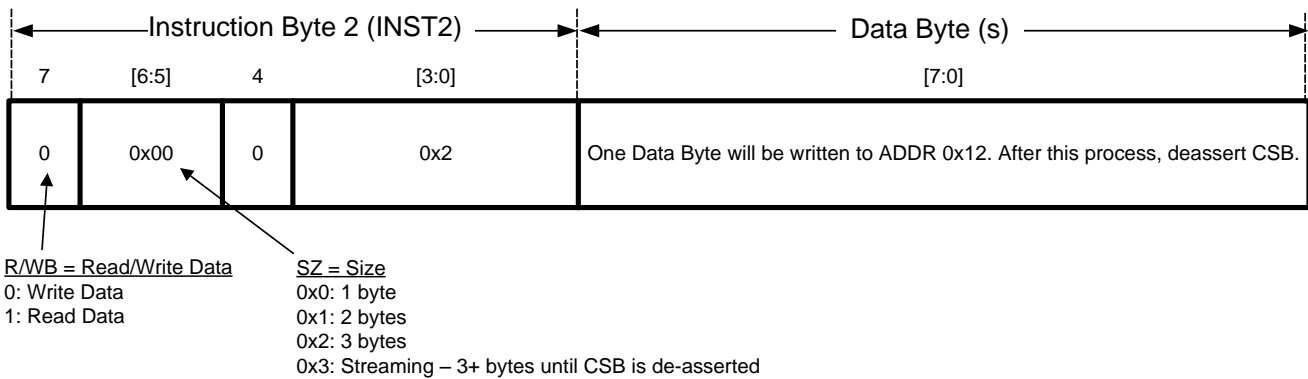 Instruction Byte 2 (INST2) Data Byte (s)
7 [6:5] 4 [3:0] [7:0]
0 0x00 0 0x2 One Data Byte will be written to ADDR 0x12. After this process, deassert CSB.
R/WB = Read/Write Data
0: Write Data
1: Read Data
SZ = Size
0x0: 1 byte
0x1: 2 bytes
0x2: 3 bytes
0x3: Streaming – 3+ bytes until CSB is de-asserted